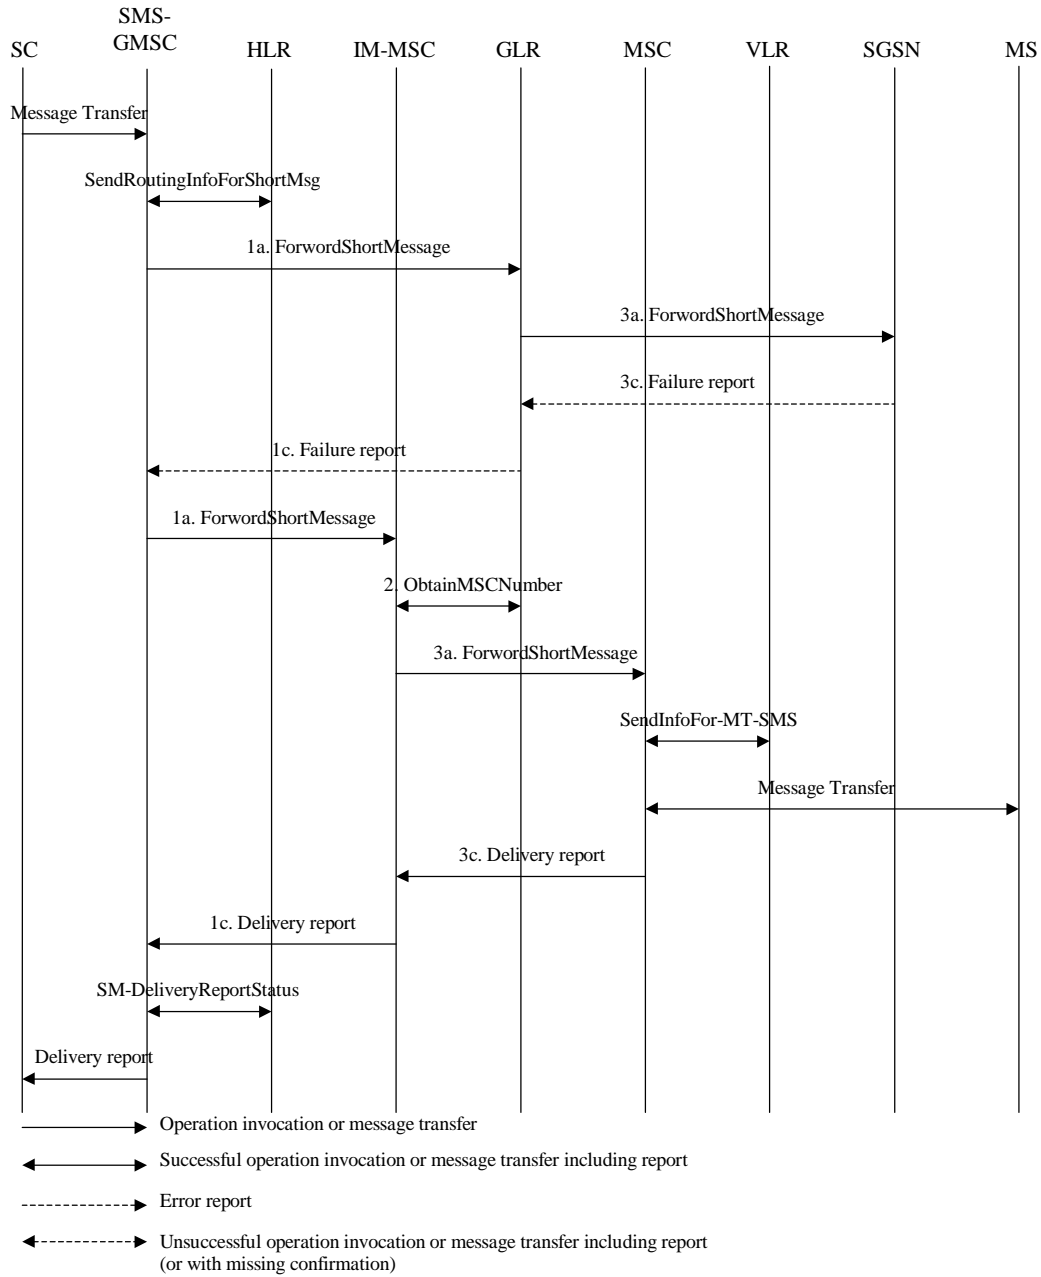 SMS-
GMSC
SC
HLR
IM-MSC
GLR
MSC
VLR
SGSN
MS
Message Transfer
SendRoutingInfoForShortMsg
1a. ForwordShortMessage
3a. ForwordShortMessage
3c. Failure report
1c. Failure report
1a. ForwordShortMessage
2. ObtainMSCNumber
3a. ForwordShortMessage
SendInfoFor-MT-SMS
Message Transfer
3c. Delivery report
1c. Delivery report
SM-DeliveryReportStatus
Delivery report
Operation invocation or message transfer
Successful operation invocation or message transfer including report
Error report
Unsuccessful operation invocation or message transfer including report
(or with missing confirmation)